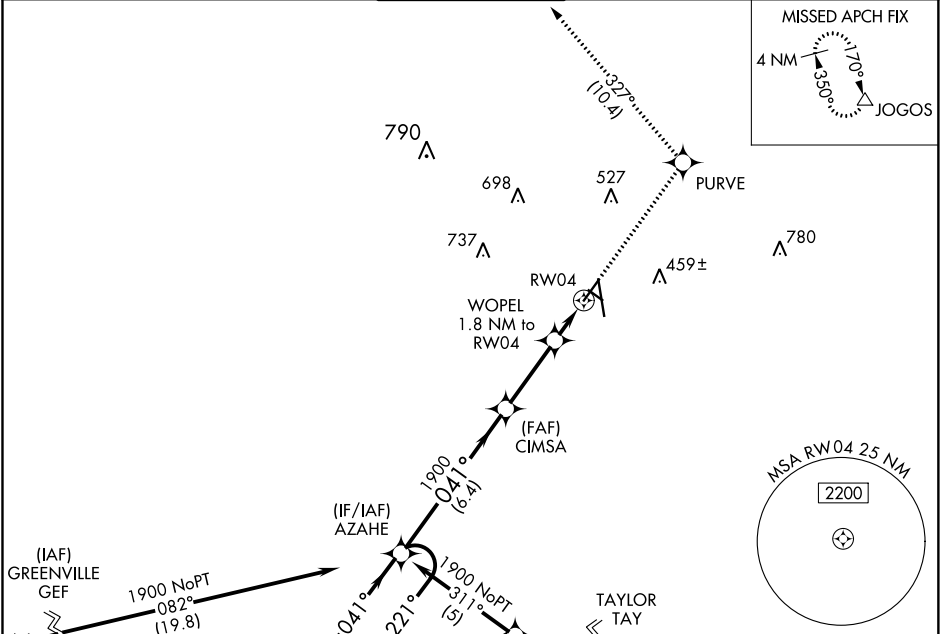 MISSED APCH FIX
4 NM
170°
350°
JOGOS
327°
(10.4)
790
698
527
PURVE
737
459±
780
RW04
WOPEL
1.8 NM to
RW04
(FAF)
CIMSA
1900
041°
(6.4)
MSA RW04 25 NM
2200
(IF/IAF)
AZAHE
(IAF)
GREENVILLE
GEF
1900 NoPT
082°
(19.8)
041°
221°
1900 NoPT
311°
(5)
TAYLOR
TAY